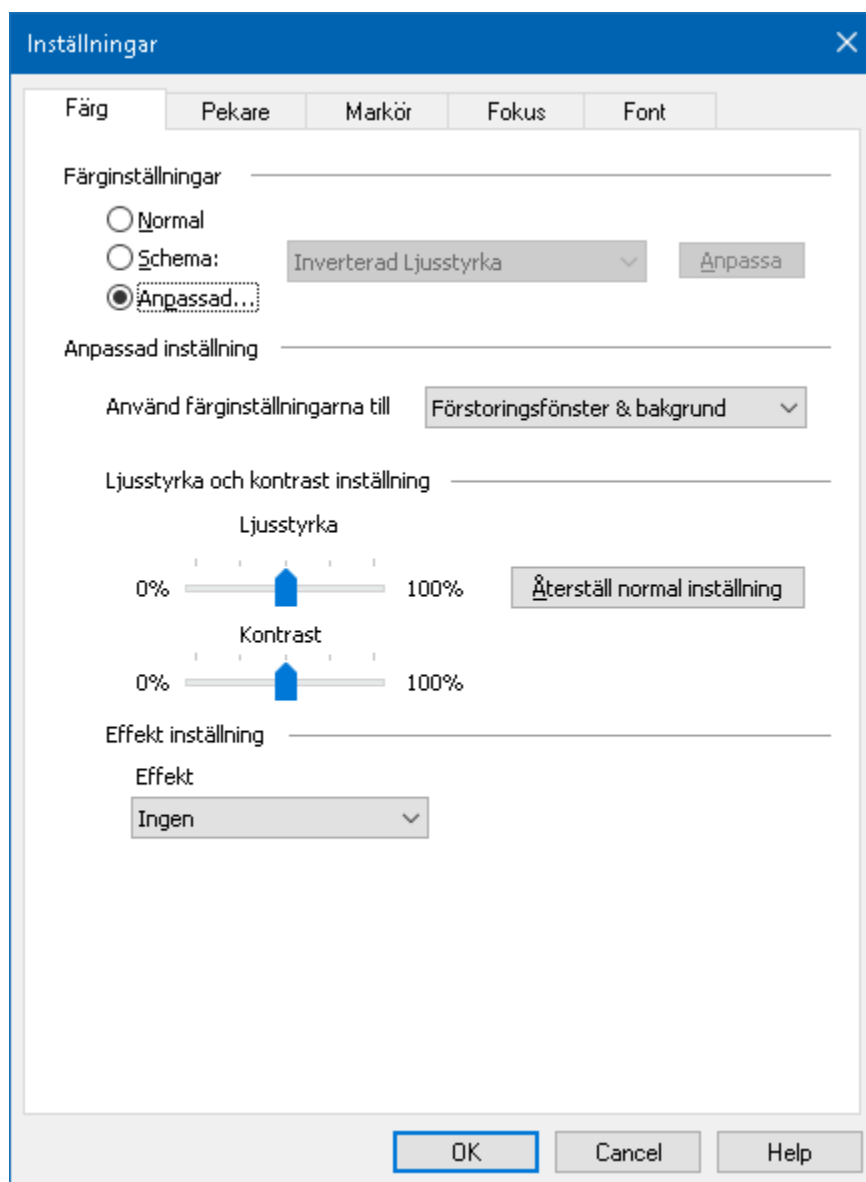 Inställningar
Färg Pekare Markör Fokus Font
Färginställningar
Normal
Schema: Inverterad Ljusstyrka Anpassa
Anpassad...
Anpassad inställning
Använd färginställningarna till Förstoringsfönster & bakgrund
Ljusstyrka och kontrast inställning
Ljusstyrka
0% 100% Återställ normal inställning
Kontrast
0% 100%
Effekt inställning
Effekt
Ingen
OK Cancel Help